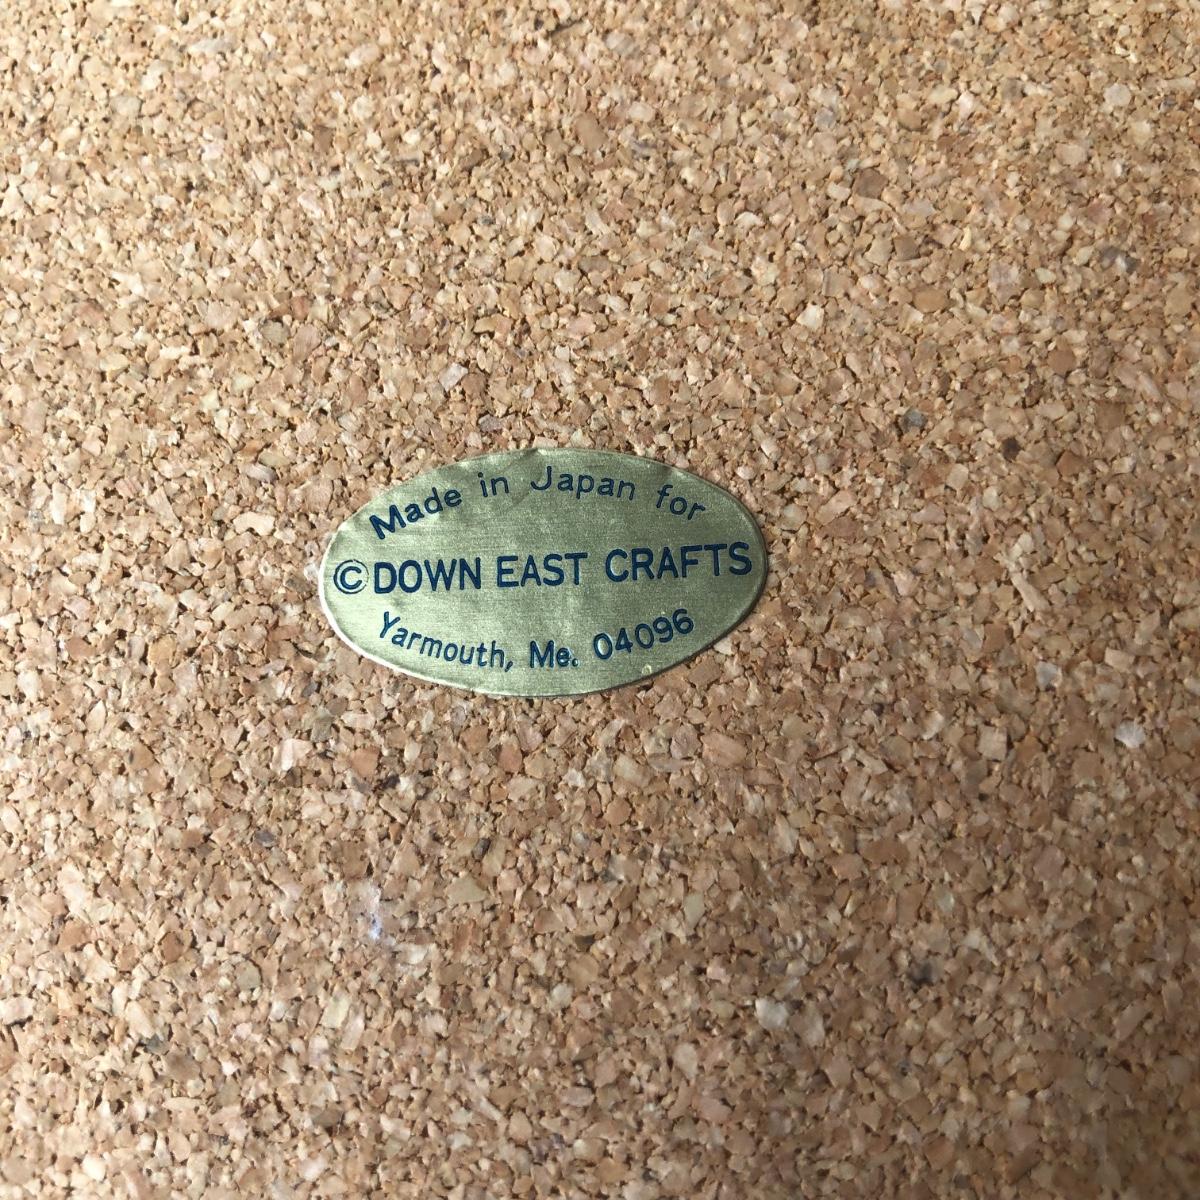 Made in Japan for
©DOWN EAST CRAFTS
Yarmouth, Me. 04096